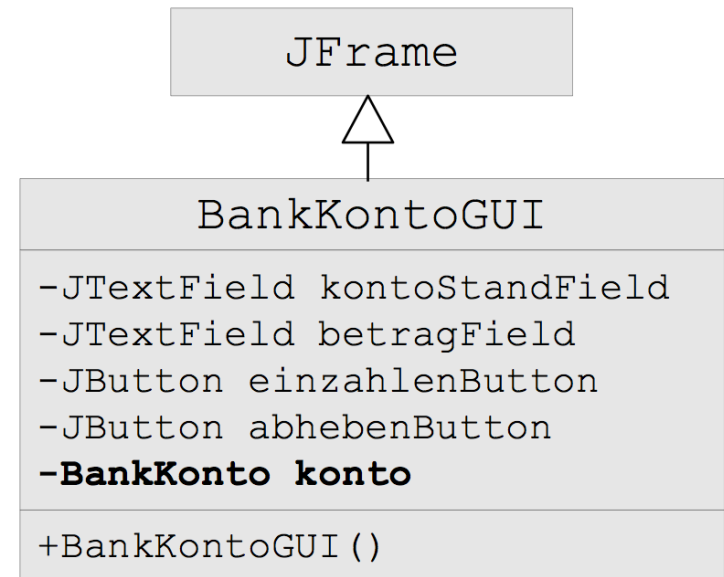 JFrame
BankKontoGUI
-JTextField kontoStandField
-JTextField betragField
-JButton einzahlenButton
-JButton abhebenButton
-BankKonto konto
+BankKontoGUI()